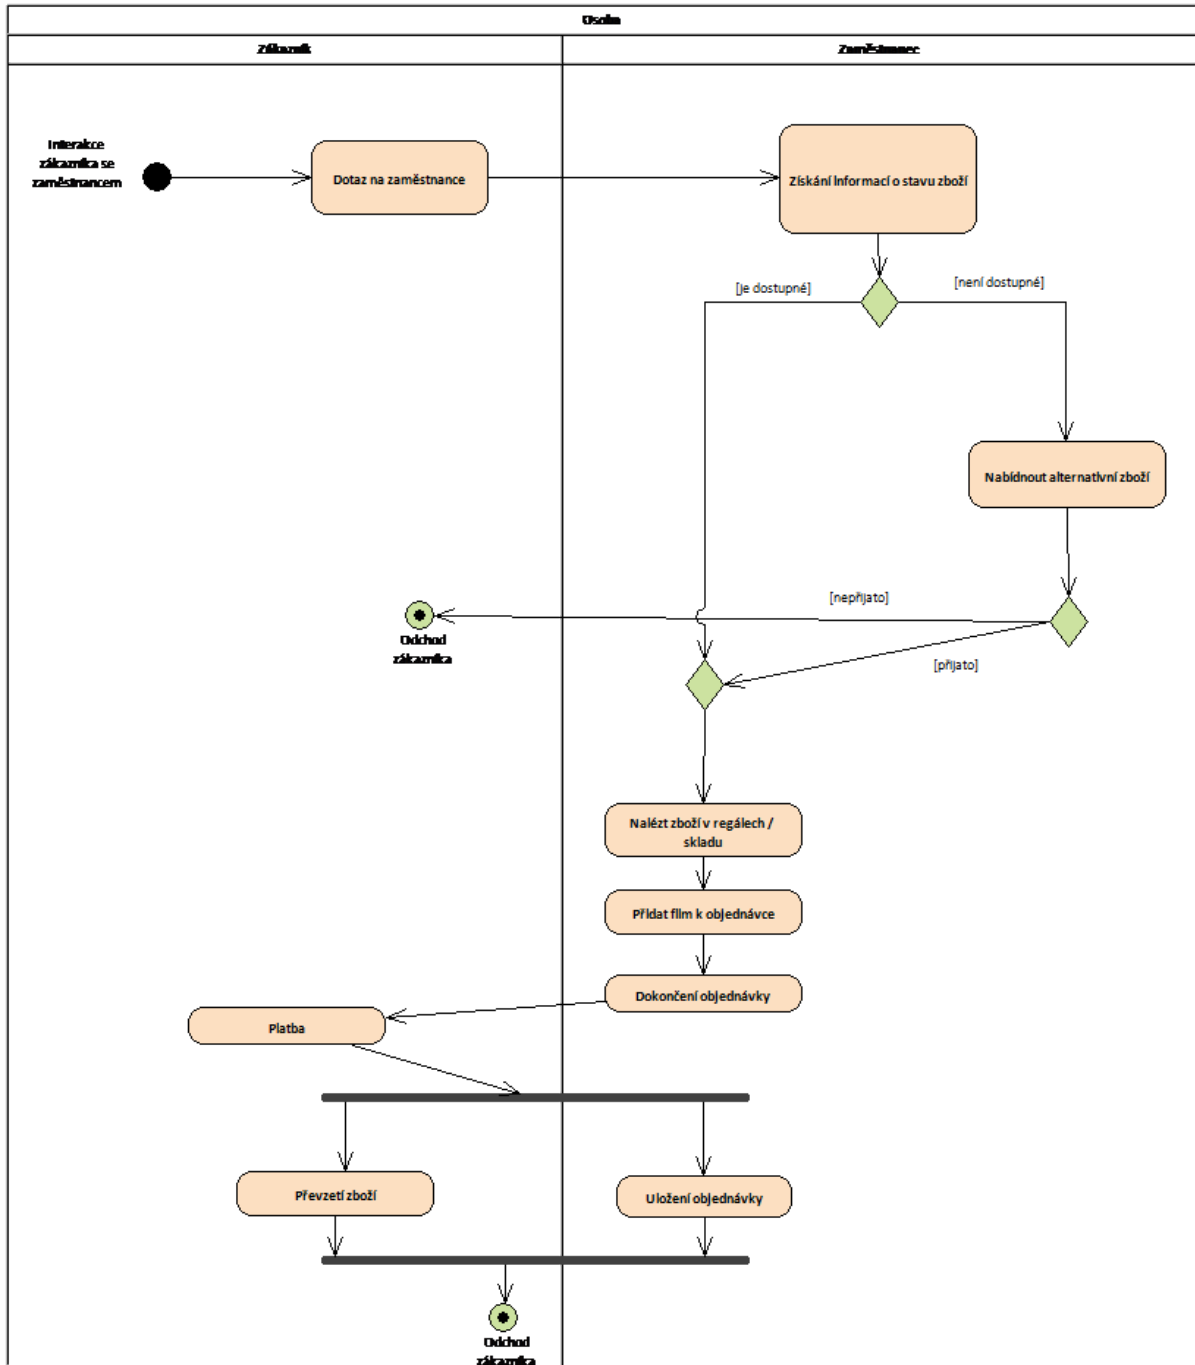 Osoba
Zákazník
Zaměstnanec
Interakce
zákazníka se
zaměstnancem
Dotaz na zaměstnance
Získání informací o stavu zboží
[je dostupné]
[není dostupné]
Nabídnout alternativní zboží
[nepřijato]
Odchod
zákazníka
[přijato]
Nalézt zboží v regálech /
skladu
Přidat film k objednávce
Dokončení objednávky
Platba
Převzetí zboží
Uložení objednávky
Odchod
zákazníka